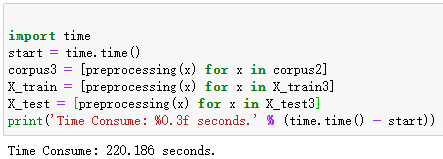 import time
start = time.time()
corpus3 = [preprocessing(x) for x in corpus2]
X_train = [preprocessing(x) for x in X_train3]
X_test = [preprocessing(x) for x in X_test3]
print('Time Consume: %0.3f seconds.' % (time.time() - start))
Time Consume: 220.186 seconds.